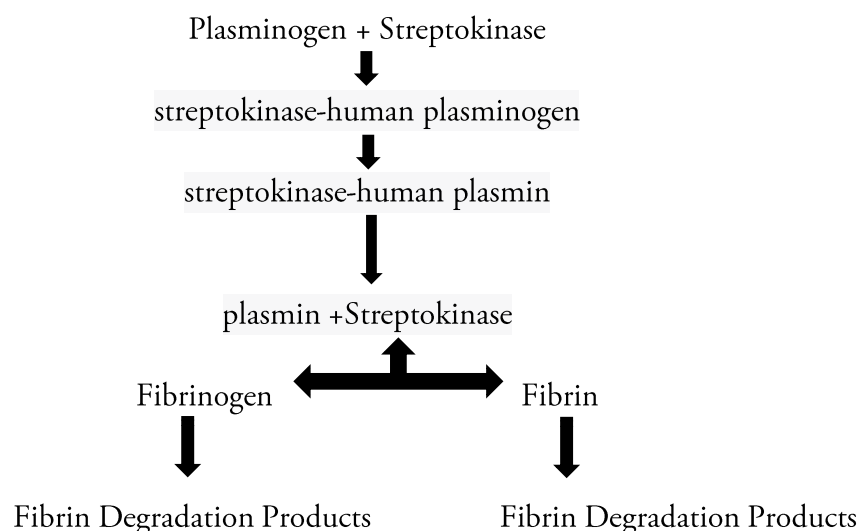 Plasminogen + Streptokinase
streptokinase-human plasminogen
streptokinase-human plasmin
plasmin +Streptokinase
Fibrinogen
Fibrin
Fibrin Degradation Products
Fibrin Degradation Products